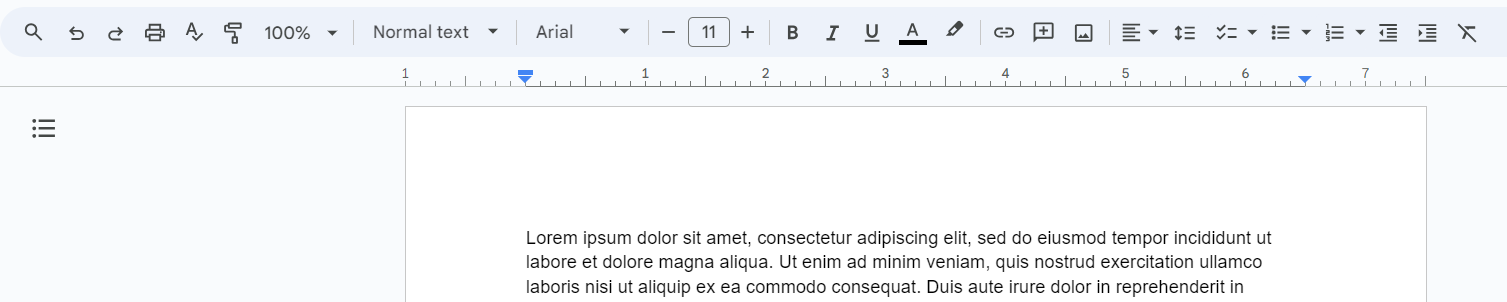 100% Normal text Arial 11 B I U A
1 1 2 3 4 5 6 7
Lorem ipsum dolor sit amet, consectetur adipiscing elit, sed do eiusmod tempor incididunt ut
labore et dolore magna aliqua. Ut enim ad minim veniam, quis nostrud exercitation ullamco
laboris nisi ut aliquip ex ea commodo consequat. Duis aute irure dolor in reprehenderit in